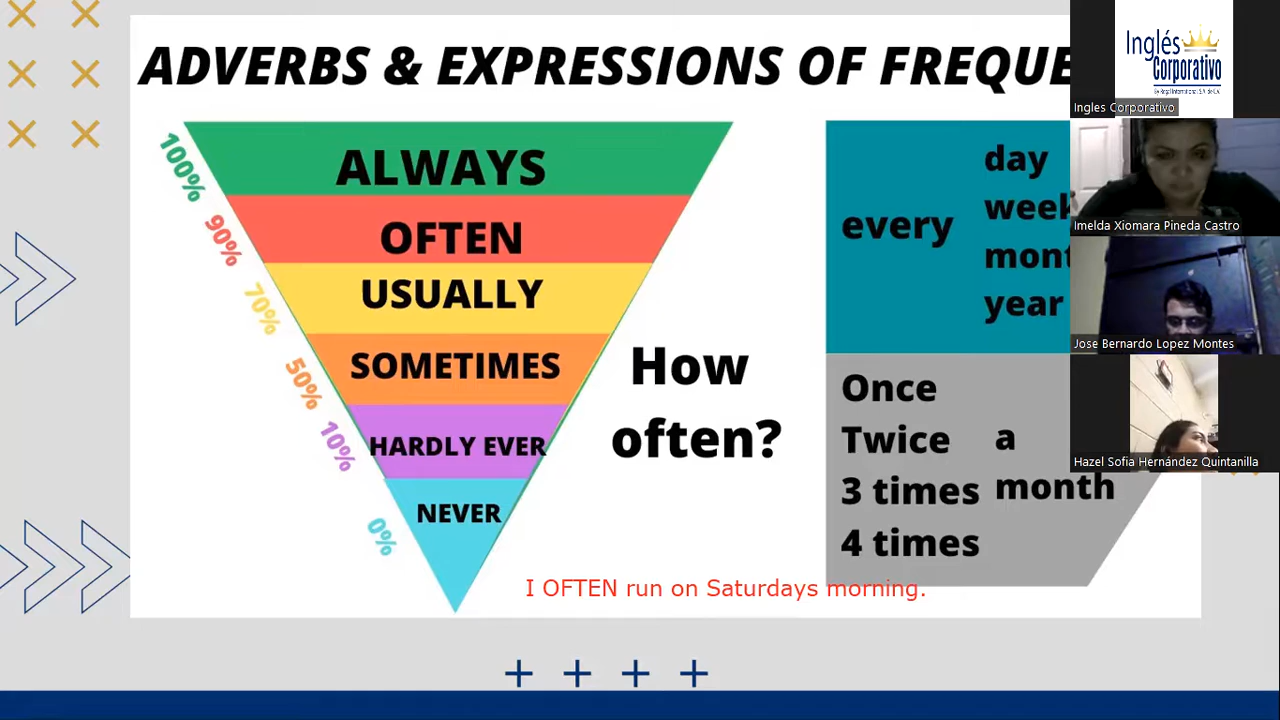 ADVERBS & EXPRESSIONS OF FREQUE
100%
ALWAYS
90%
OFTEN
70%
USUALLY
50%
SOMETIMES
10%
HARDLY EVER
0%
NEVER
How
often?
every
day
week
mont
year
Once
Twice
3 times
4 times
a
month
I OFTEN run on Saturdays morning.
Inglés
Corporativo
Ingles Corporativo
Imelda Xiomara Pineda Castro
Jose Bernardo Lopez Montes
Hazel Sofia Hernández Quintanilla